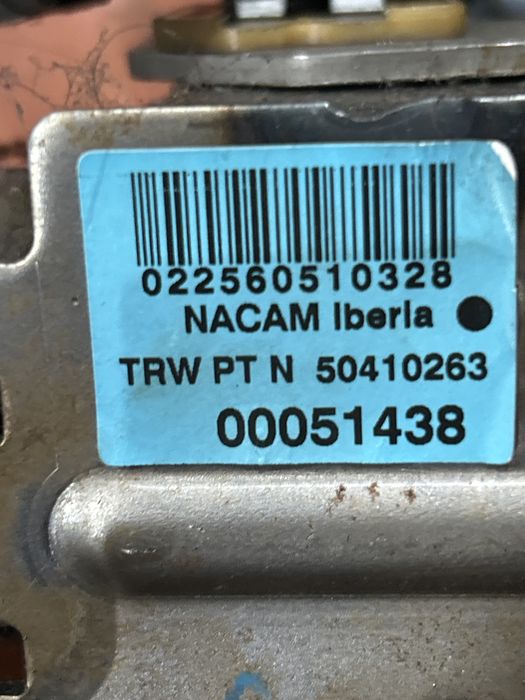 022560510328
NACAM Iberia
TRW PT N 50410263
00051438